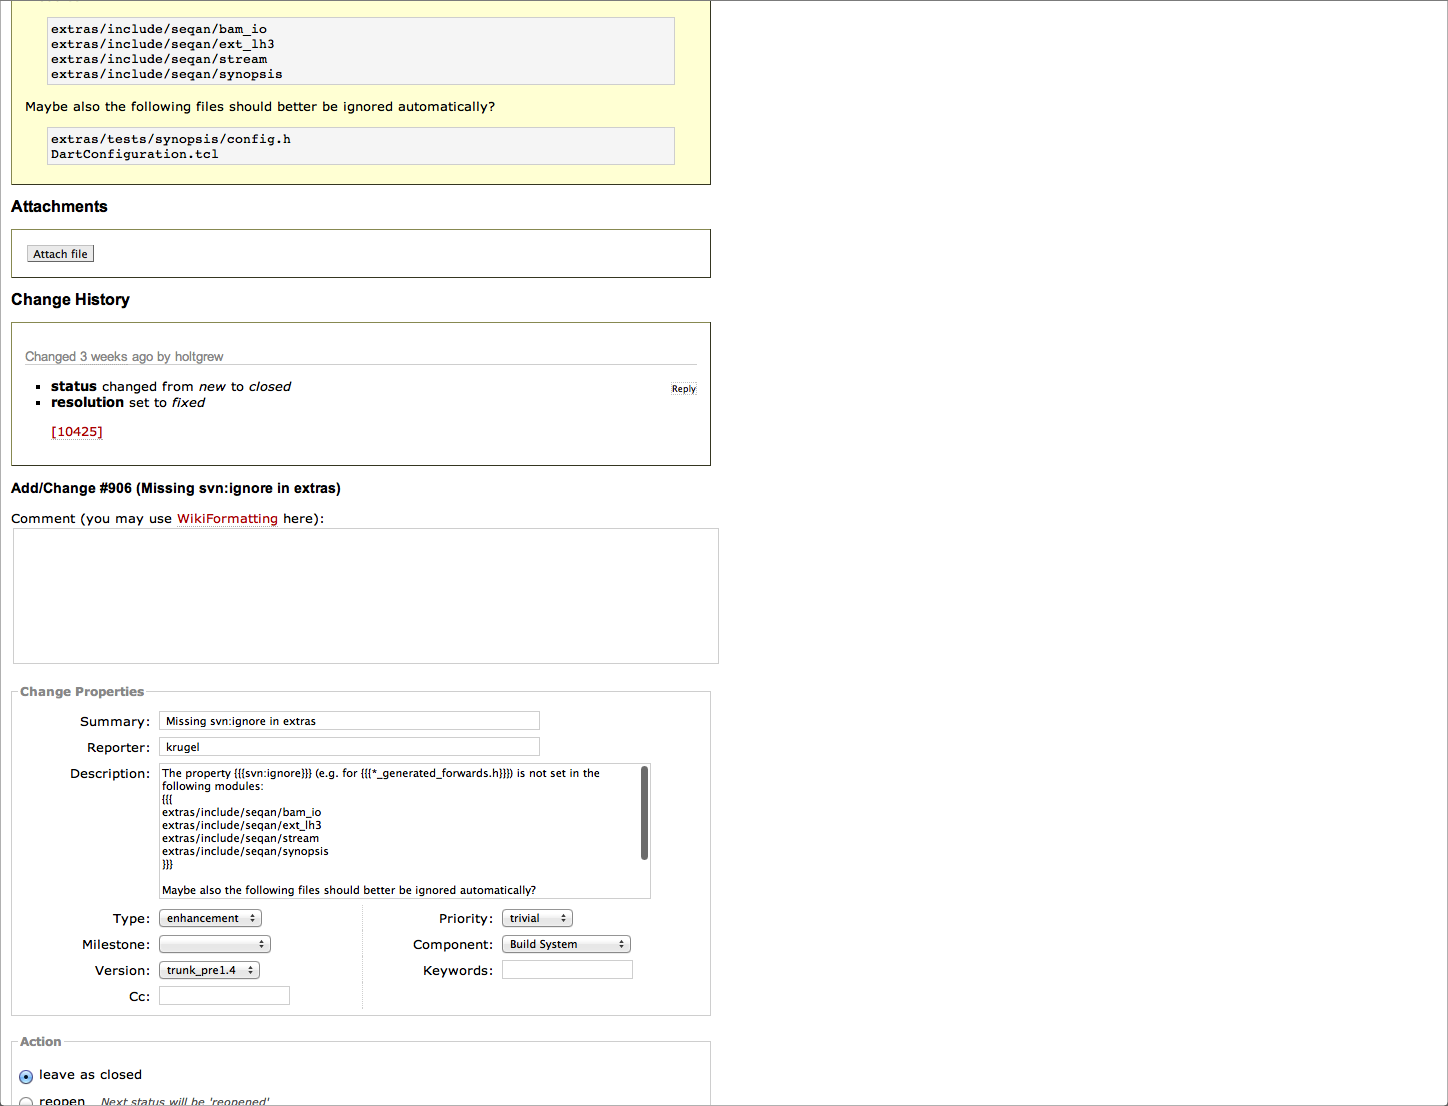 extras/include/seqan/bam_io
extras/include/seqan/ext_lh3
extras/include/seqan/stream
extras/include/seqan/synopsis
Maybe also the following files should better be ignored automatically?
extras/tests/synopsis/config.h
DartConfiguration.tcl
Attachments
Attach file
Change History
Changed 3 weeks ago by holtgrew
status changed from new to closed
Reply
resolution set to fixed
[10425]
Add/Change #906 (Missing svn:ignore in extras)
Comment (you may use WikiFormatting here):
Change Properties
Summary: Missing svn:ignore in extras
Reporter: krugel
Description: The property {{{svn:ignore}}} (e.g. for {{{*_generated_forwards.h}}}) is not set in the
following modules:
{{{
extras/include/seqan/bam_io
extras/include/seqan/ext_lh3
extras/include/seqan/stream
extras/include/seqan/synopsis
}}}
Maybe also the following files should better be ignored automatically?
Type: enhancement Priority: trivial
Milestone: Component: Build System
Version: trunk_pre1.4 Keywords:
Cc:
Action
leave as closed
reopen Next status will be 'reopened'